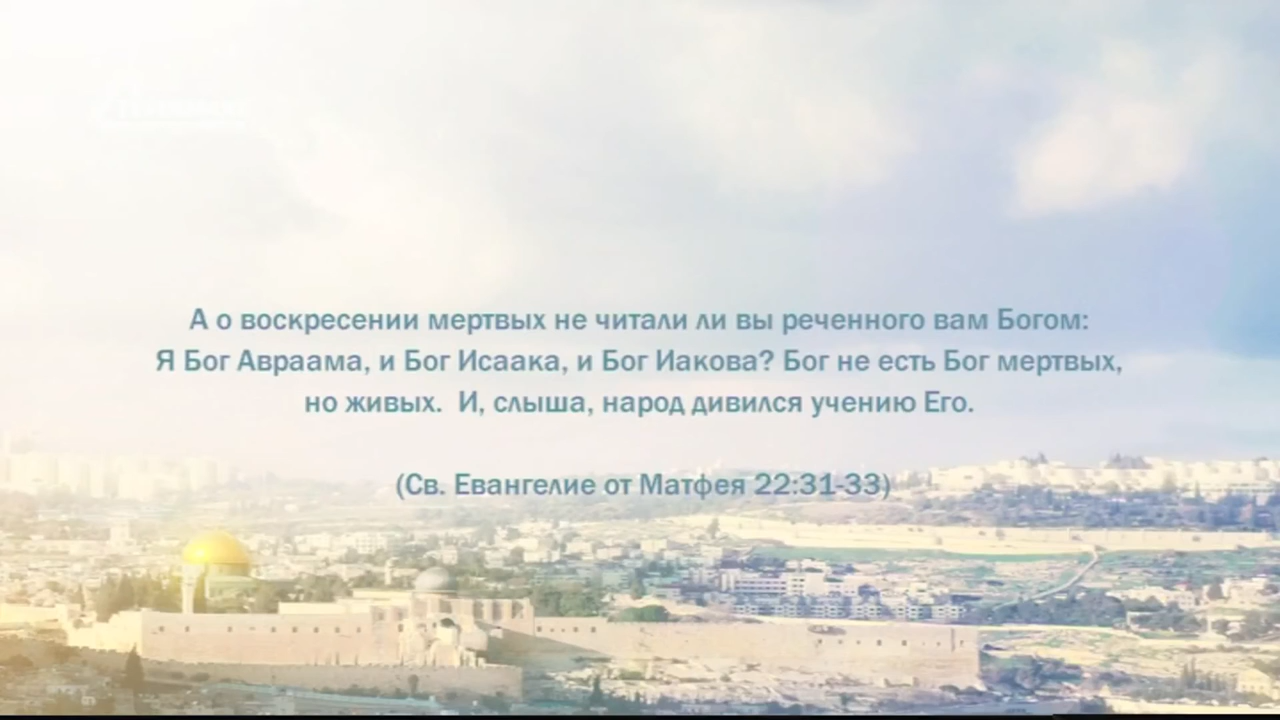 А о воскресении мертвых не читали ли вы реченного вам Богом:
Я Бог Авраама, и Бог Исаака, и Бог Иакова? Бог не есть Бог мертвых,
но живых. И, слыша, народ дивился учению Его.
(Св. Евангелие от Матфея 22:31-33)